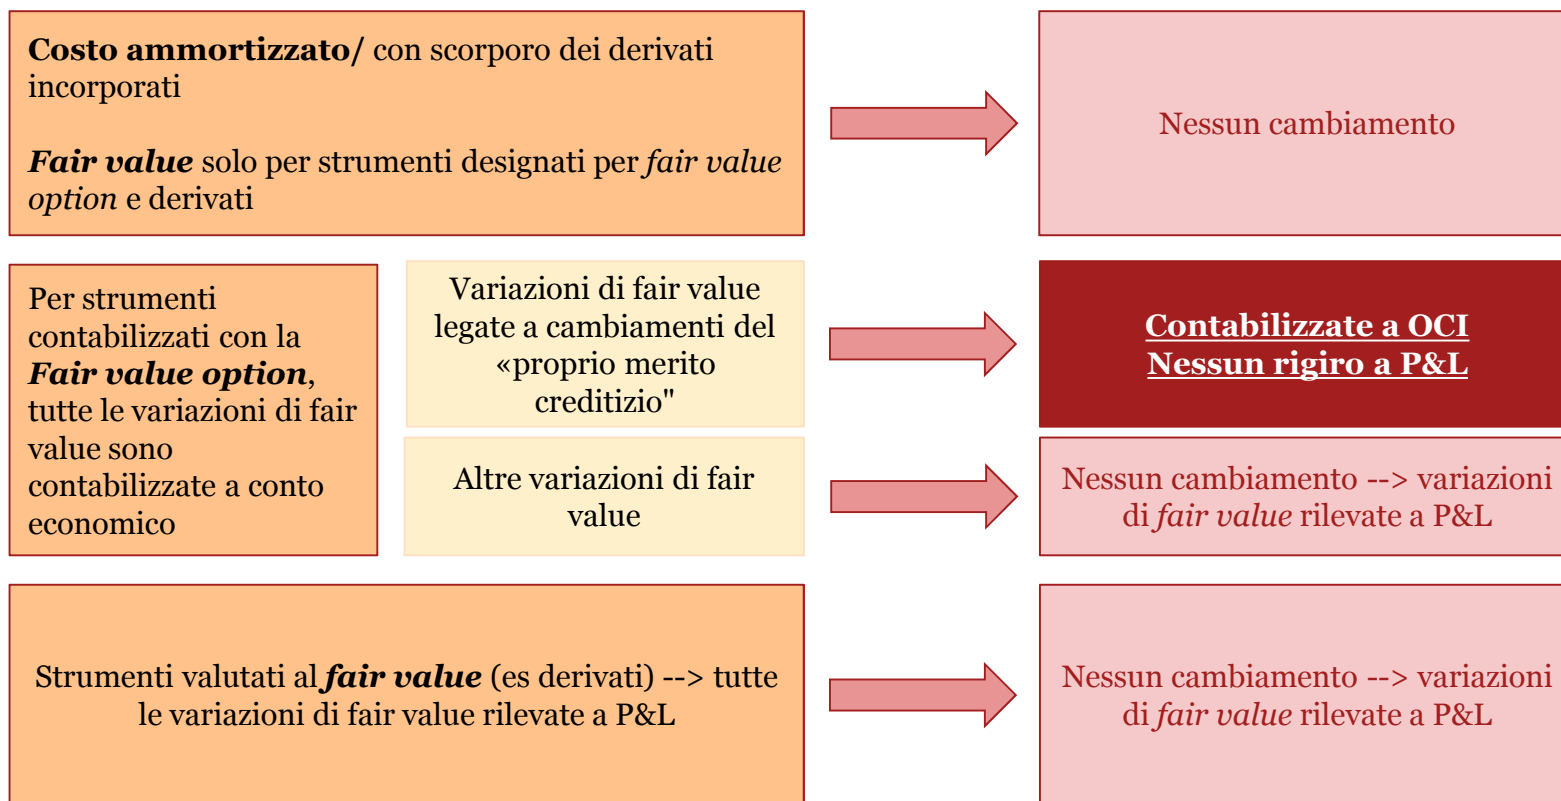 Costo ammortizzato/ con scorporo dei derivati
incorporati
Fair value solo per strumenti designati per fair value
option e derivati
Nessun cambiamento
Per strumenti
contabilizzati con la
Fair value option,
tutte le variazioni di fair
value sono
contabilizzate a conto
economico
Variazioni di fair value
legate a cambiamenti del
«proprio merito
creditizio"
Contabilizzate a OCI
Nessun rigiro a P&L
Altre variazioni di fair
value
Nessun cambiamento --> variazioni
di fair value rilevate a P&L
Strumenti valutati al fair value (es derivati) --> tutte
le variazioni di fair value rilevate a P&L
Nessun cambiamento --> variazioni
di fair value rilevate a P&L